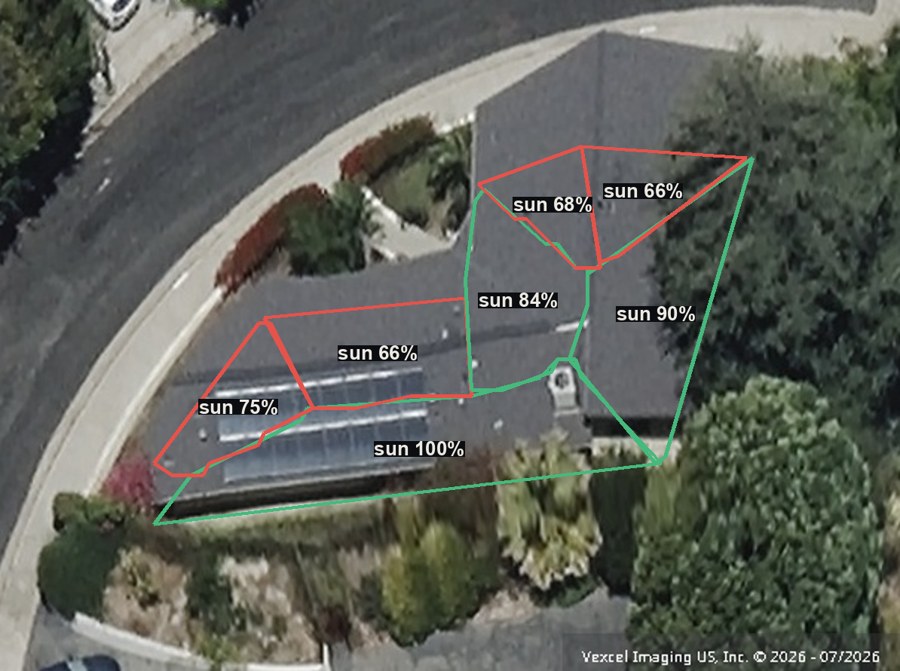 sun 68%
sun 66%
sun 84%
sun 90%
sun 66%
sun 75%
sun 100%
Vexcel Imaging US, Inc. © 2026 - 07/2026